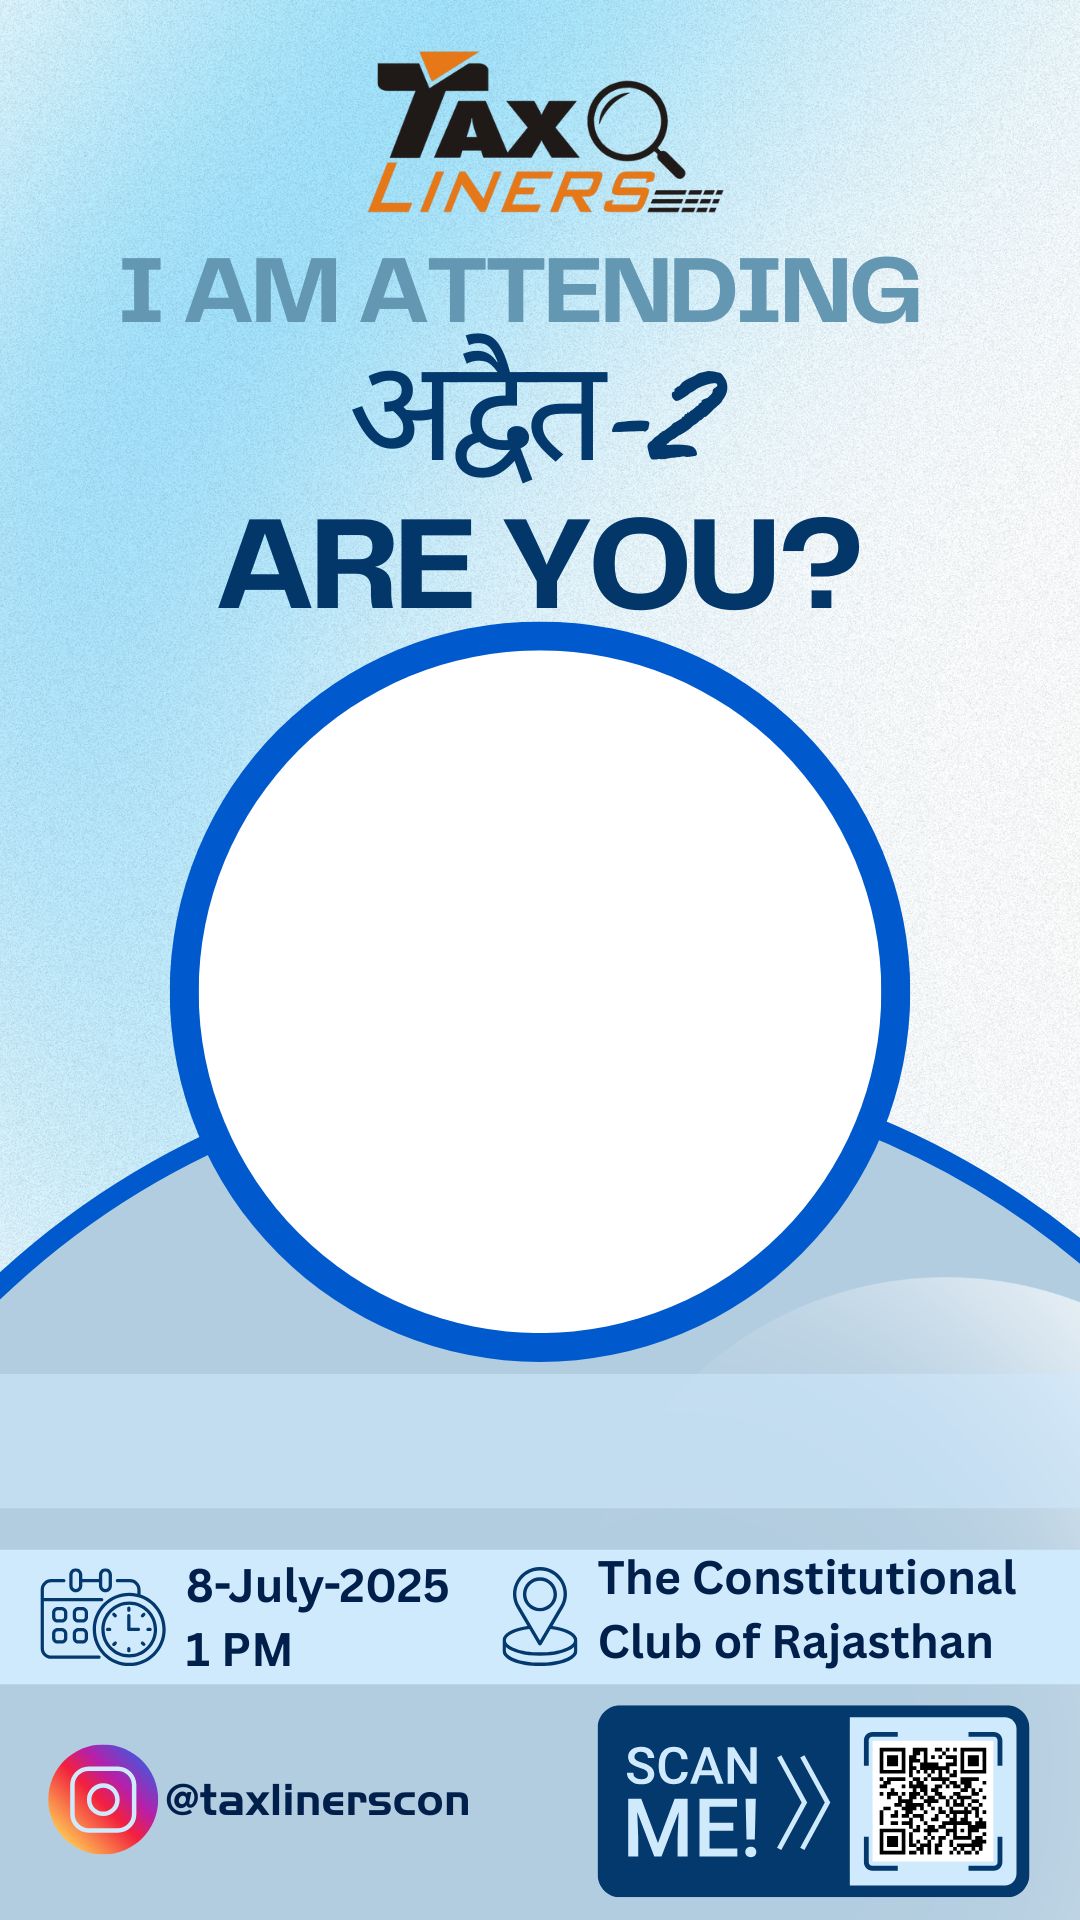 TAX
LINERS
I AM ATTENDING
अद्वैत-2
ARE YOU?
8-July-2025
1 PM
The Constitutional
Club of Rajasthan
@taxlinerscon
SCAN
ME!